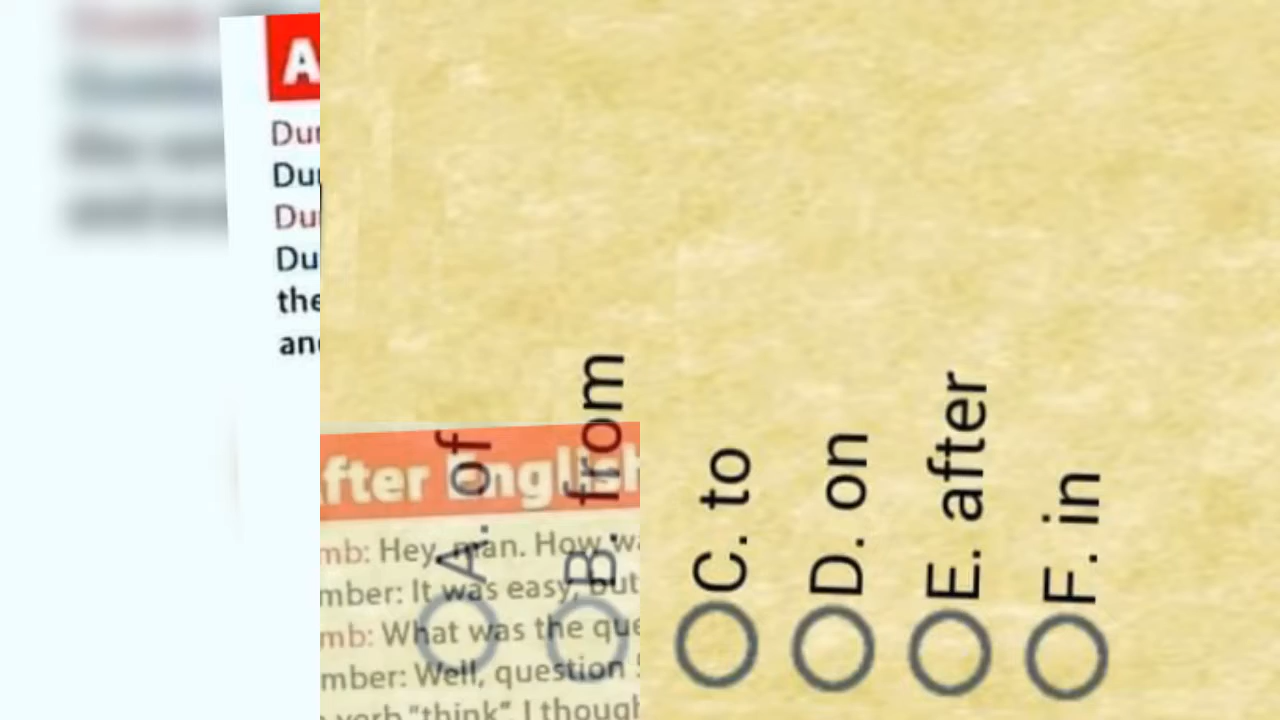 A
Du
Du
Du
Du
the
an
fter English
mb: Hey, man. How w
mber: It was easy, but
mb: What was the que
mber: Well, question
verb "think". I though
A. of
B. from
C. to
D. on
E. after
F. in